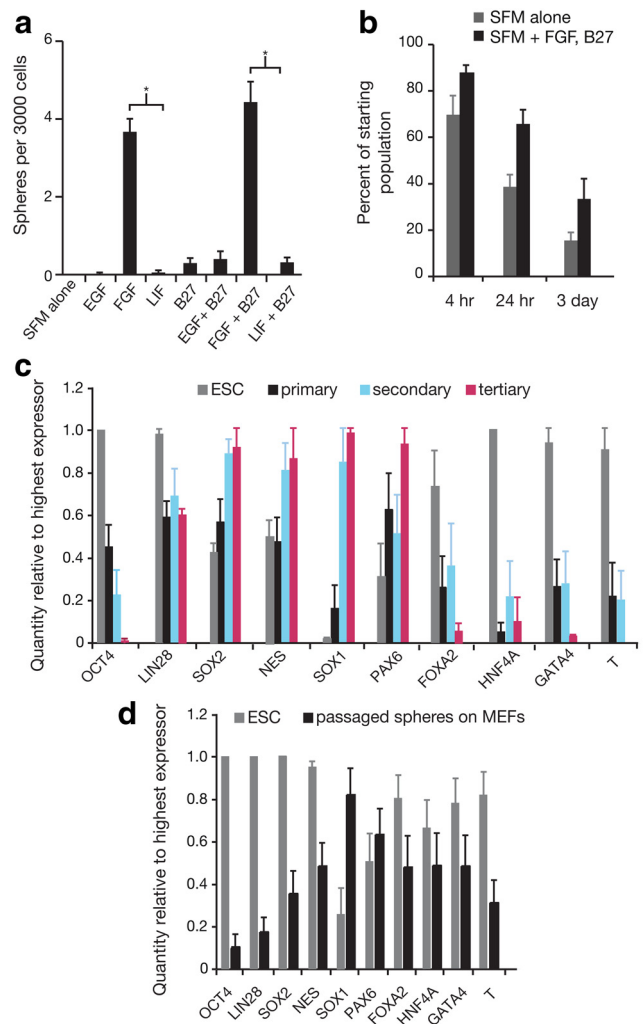 a
Spheres per 3000 cells
6
4
2
0
*
*
SFM alone
EGF
FGF
LIF
B27
EGF+ B27
FGF + B27
LIF + B27
b
SFM alone
SFM + FGF, B27
Percent of starting
population
100
80
60
40
20
0
4 hr 24 hr 3 day
c
ESC primary secondary tertiary
Quantity relative to highest expressor
1.2
1.0
0.8
0.6
0.4
0.2
0
OCT4
LIN28
SOX2
NES
SOX1
PAX6
FOXA2
HNF4A
GATA4
T
d
ESC passaged spheres on MEFs
Quantity relative to highest expressor
1.2
1.0
0.8
0.6
0.4
0.2
0
OCT4
LIN28
SOX2
NES
SOX1
PAX6
FOXA2
HNF4A
GATA4
T